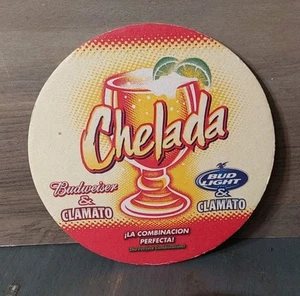 Chelada
Budweiser
&
CLAMATO
BUD
LIGHT
&
CLAMATO
¡LA COMBINACION
PERFECTA!